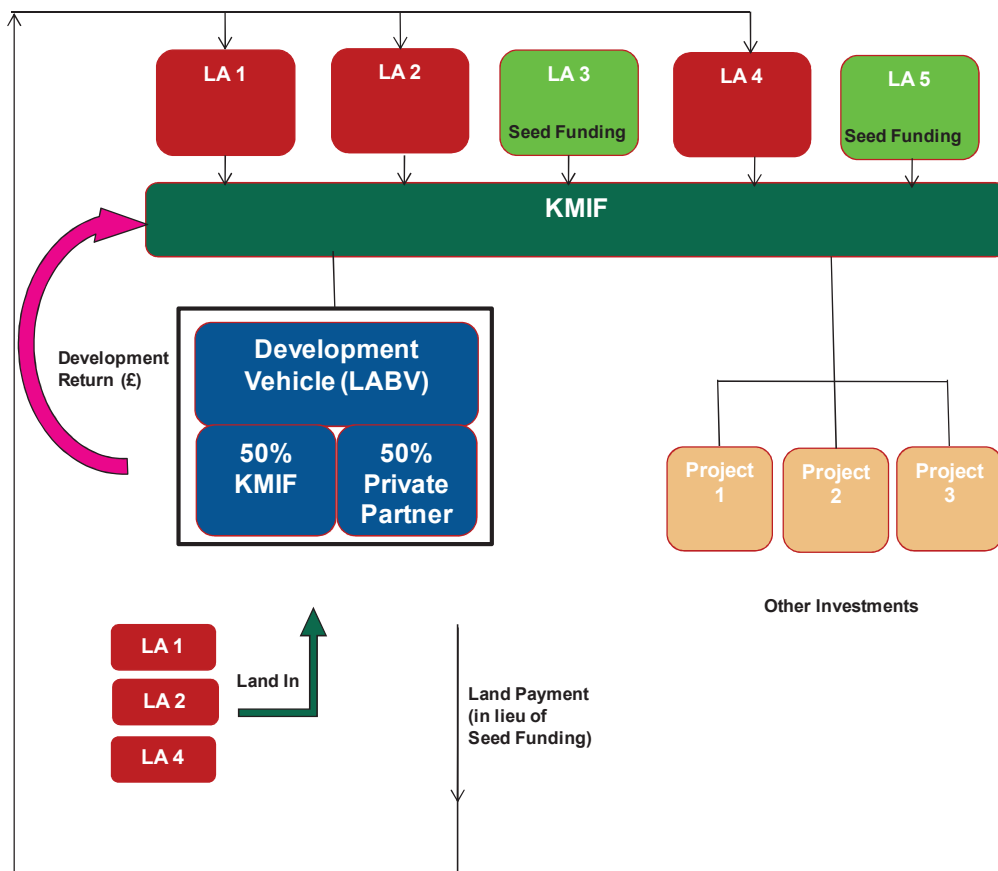 LA 1
LA 2
LA 3
Seed Funding
LA 4
LA 5
Seed Funding
KMIF
Development
Return (£)
Development
Vehicle (LABV)
50%
KMIF
50%
Private
Partner
Project
1
Project
2
Project
3
Other Investments
LA 1
LA 2
LA 4
Land In
Land Payment
(in lieu of
Seed Funding)